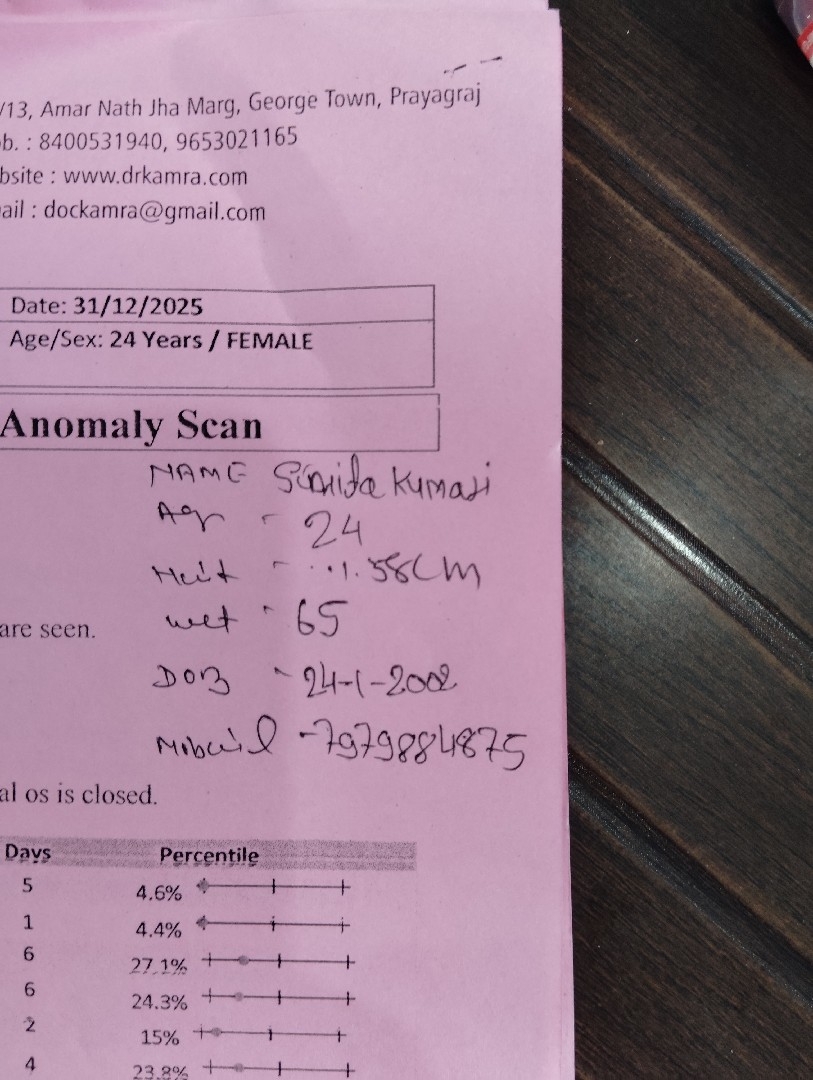 /13, Amar Nath Jha Marg, George Town, Prayagraj
ob. : 8400531940, 9653021165
bsite : www.drkamra.com
ail : dockamra@gmail.com
Date: 31/12/2025
Age/Sex: 24 Years / FEMALE
Anomaly Scan
NAME Kumari
Age - 24
Heit - 1.58CM
wet - 65
are seen.
DOB - 24-1-2002
Mobail - 7979884875
al os is closed.
Days Percentile
5 4.6%
1 4.4%
6 27.1%
6 24.3%
2 15%
4 23.8%